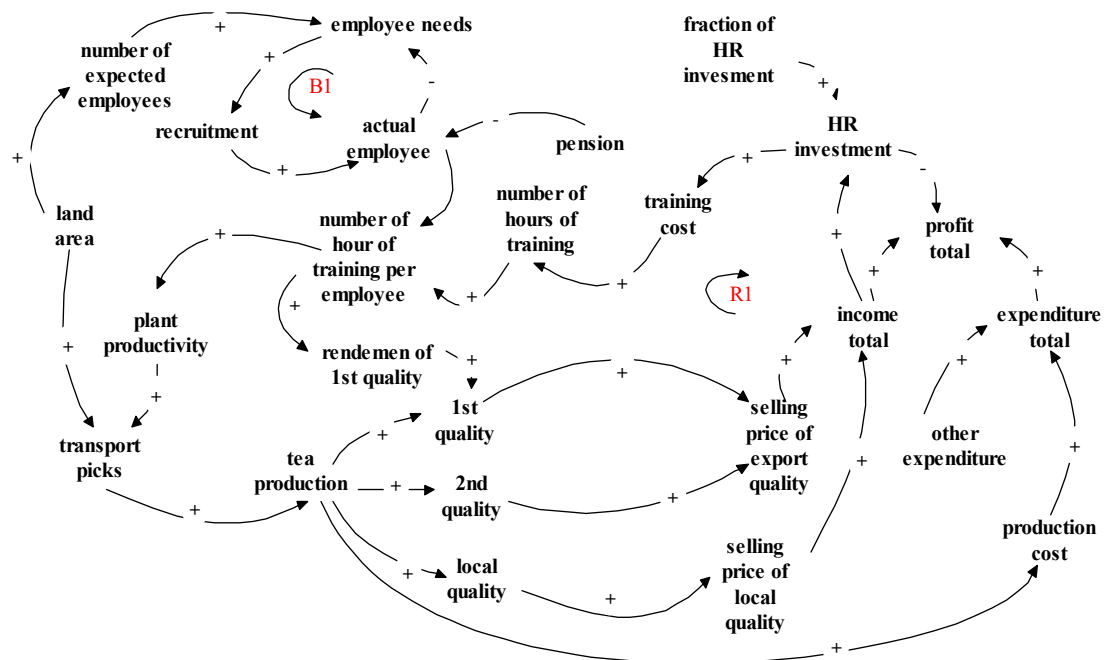 employee needs
number of
expected
employees
+
+
B1
-
recruitment
actual
employee
+
-
pension
fraction of
HR
invesment
+
HR
investment
+
-
+
land
area
number of
hour of
training per
employee
+
number of
hours of
training
training
cost
profit
total
+
+
+
R1
+
+
+
income
total
expenditure
total
plant
productivity
+
+
rendemen of
1st quality
+
+
+
+
+
1st
quality
selling
price of
export
quality
other
expenditure
transport
picks
tea
production
+
+
2nd
quality
+
+
+
+
production
cost
local
quality
+
+
selling
price of
local
quality
+